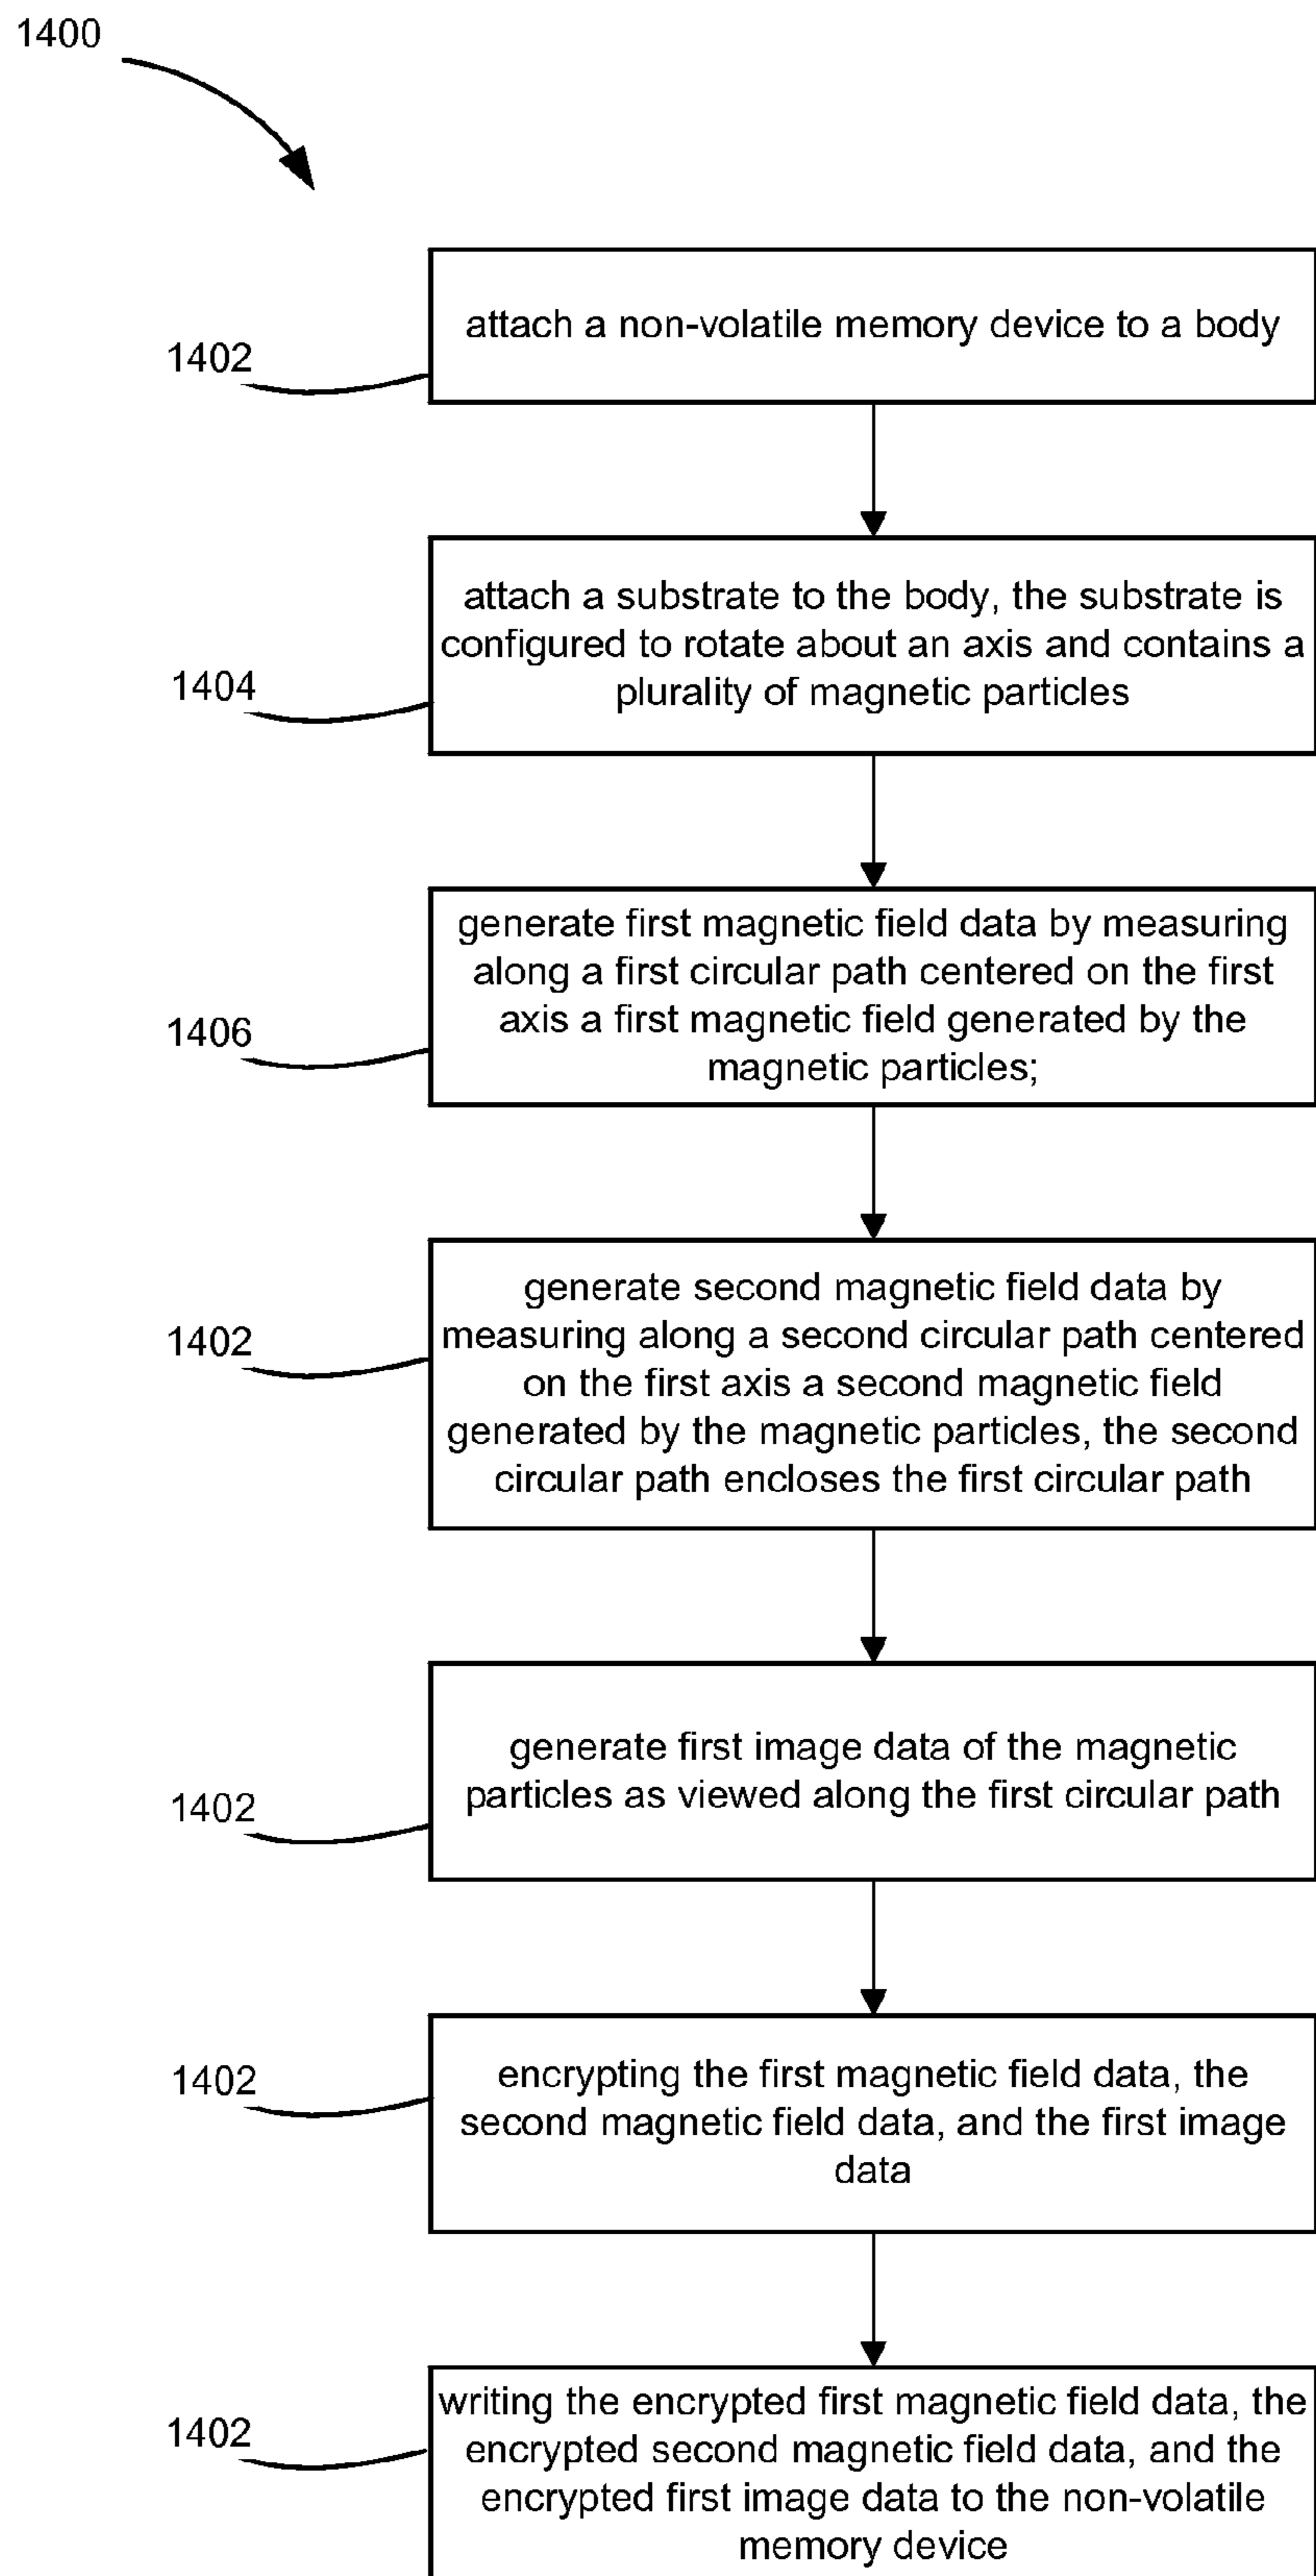 1400
attach a non-volatile memory device to a body
1402
attach a substrate to the body, the substrate is
configured to rotate about an axis and contains a
plurality of magnetic particles
1404
generate first magnetic field data by measuring
along a first circular path centered on the first
axis a first magnetic field generated by the
magnetic particles;
1406
generate second magnetic field data by
measuring along a second circular path centered
on the first axis a second magnetic field
generated by the magnetic particles, the second
circular path encloses the first circular path
1402
generate first image data of the magnetic
particles as viewed along the first circular path
1402
encrypting the first magnetic field data, the
second magnetic field data, and the first image
data
1402
writing the encrypted first magnetic field data, the
encrypted second magnetic field data, and the
encrypted first image data to the non-volatile
memory device
1402